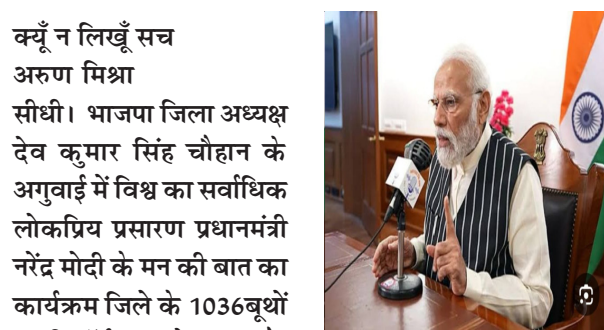 क्यूँ न लिखूँ सच
अरुण मिश्रा
सीधी। भाजपा जिला अध्यक्ष
देव कुमार सिंह चौहान के
अगुवाई में विश्व का सर्वाधिक
लोकप्रिय प्रसारण प्रधानमंत्री
नरेंद्र मोदी के मन की बात का
कार्यक्रम जिले के 1036बूथों